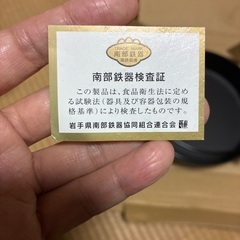 南部鉄器
南部鉄器検査証
この製品は、食品衛生法に定め
る試験法（器具及び容器包装の規
格基準）により検査したものです。
岩手県南部鉄器協同組合連合会